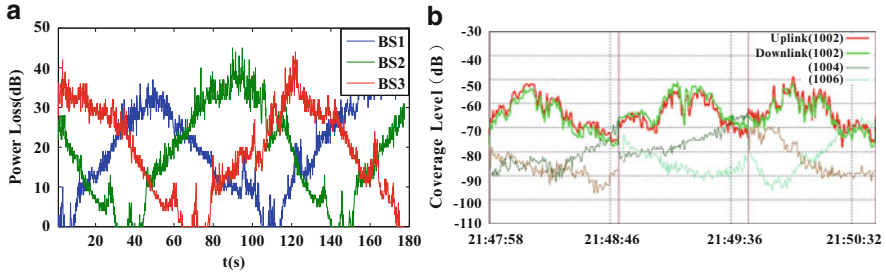 a
50
40
30
20
10
0
Power Loss(dB)
20 40 60 80 100 120 140 160 180
t(s)
BS1
BS2
BS3
b
-30
-40
-50
-60
-70
-80
-90
-100
-110
Coverage Level (dB)
21:47:58 21:48:46 21:49:36 21:50:32
Uplink(1002)
Downlink(1002)
(1004)
(1006)